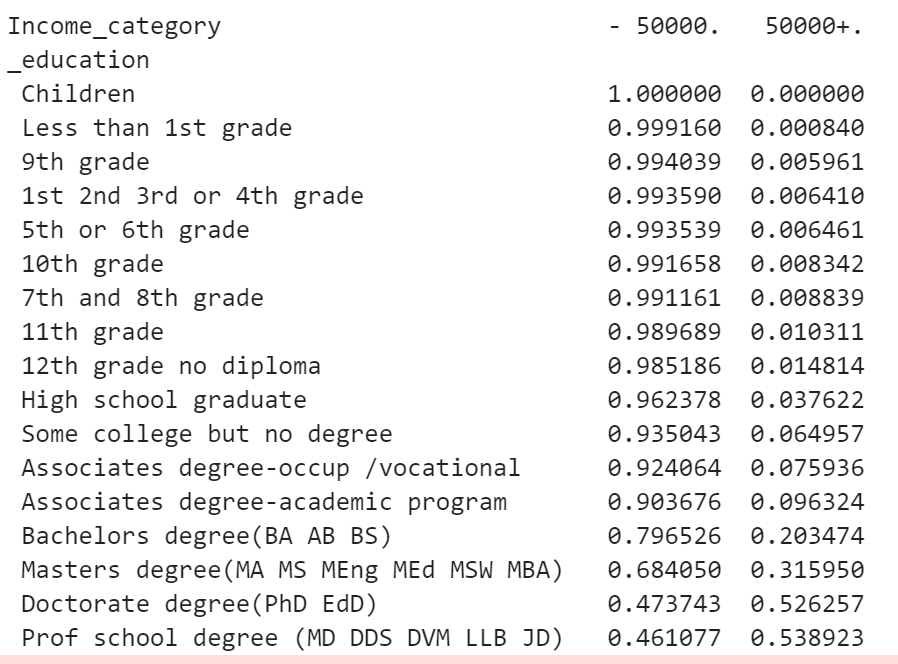 Income_category - 50000. 50000+.
_education
Children 1.000000 0.000000
Less than 1st grade 0.999160 0.000840
9th grade 0.994039 0.005961
1st 2nd 3rd or 4th grade 0.993590 0.006410
5th or 6th grade 0.993539 0.006461
10th grade 0.991658 0.008342
7th and 8th grade 0.991161 0.008839
11th grade 0.989689 0.010311
12th grade no diploma 0.985186 0.014814
High school graduate 0.962378 0.037622
Some college but no degree 0.935043 0.064957
Associates degree-occup /vocational 0.924064 0.075936
Associates degree-academic program 0.903676 0.096324
Bachelors degree(BA AB BS) 0.796526 0.203474
Masters degree(MA MS MEng MEd MSW MBA) 0.684050 0.315950
Doctorate degree(PhD EdD) 0.473743 0.526257
Prof school degree (MD DDS DVM LLB JD) 0.461077 0.538923